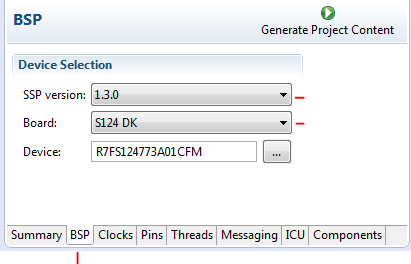 BSP
Generate Project Content
Device Selection
SSP version: 1.3.0
Board: S124 DK
Device: R7FS124773A01CFM ...
Summary BSP Clocks Pins Threads Messaging ICU Components